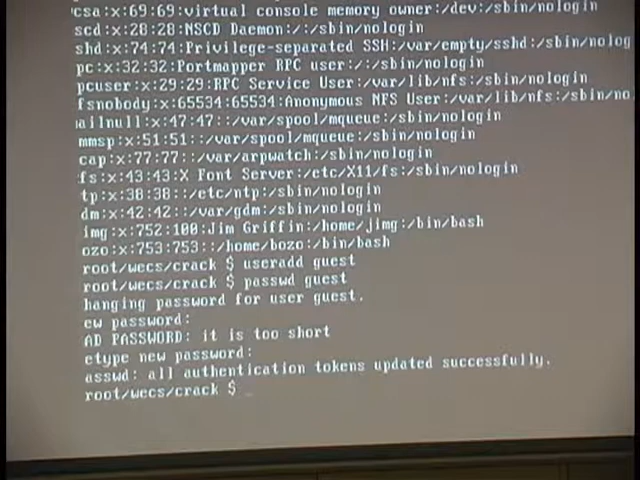 'csa:x:69:69:virtual console memory owner:/dev:/sbin/nologin
scd:x:28:28:NSCD Daemon:/:/sbin/nologin
shd:x:74:74:Privilege-separated SSH:/var/empty/sshd:/sbin/nolog
pc:x:32:32:Portmapper RPC user:/:/sbin/nologin
pcuser:x:29:29:RPC Service User:/var/lib/nfs:/sbin/nologin
fsnobody:x:65534:65534:Anonymous NFS User:/var/lib/nfs:/sbin/no
ailnull:x:47:47::/var/spool/mqueue:/sbin/nologin
mmsp:x:51:51::/var/spool/mqueue:/sbin/nologin
cap:x:77:77::/var/arpwatch:/sbin/nologin
fs:x:43:43:X Font Server:/etc/X11/fs:/sbin/nologin
tp:x:38:38::/etc/ntp:/sbin/nologin
dm:x:42:42::/var/gdm:/sbin/nologin
img:x:752:100:Jim Griffin:/home/jimg:/bin/bash
ozo:x:753:753::/home/bozo:/bin/bash
root/wecs/crack $ useradd guest
root/wecs/crack $ passwd guest
hanging password for user guest.
ew password:
AD PASSWORD: it is too short
etype new password:
asswd: all authentication tokens updated successfully.
root/wecs/crack $